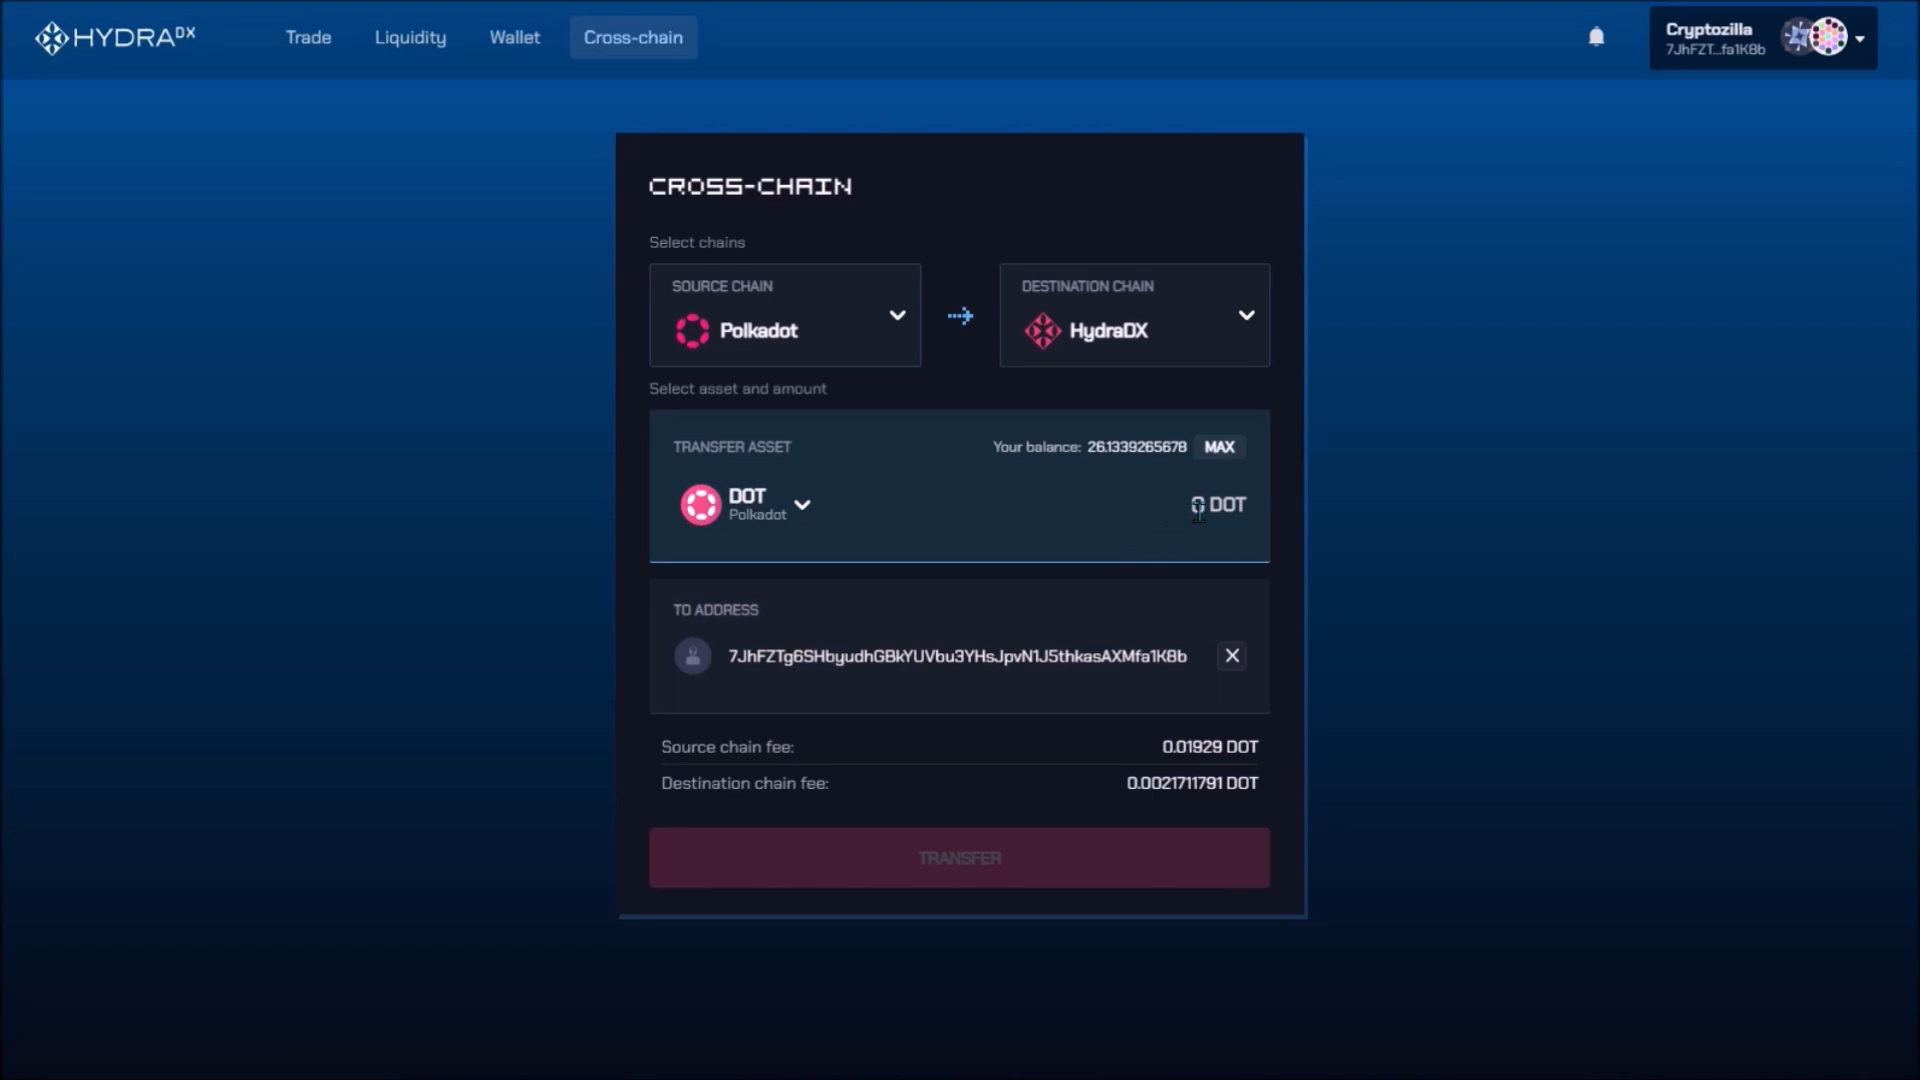 HYDRADX
Trade
Liquidity
Wallet
Cross-chain
Cryptozilla
7JhFZT...fa1K8b
CROSS-CHAIN
Select chains
SOURCE CHAIN
Polkadot
DESTINATION CHAIN
HydraDX
Select asset and amount
TRANSFER ASSET
Your balance: 26.1339265678 MAX
DOT
Polkadot
0 DOT
TO ADDRESS
7JhFZTg6SHbyudhGBkYUVbu3YHsJpvN1J5thkasAXMfa1K8b
Source chain fee: 0.01929 DOT
Destination chain fee: 0.0021711791 DOT
TRANSFER